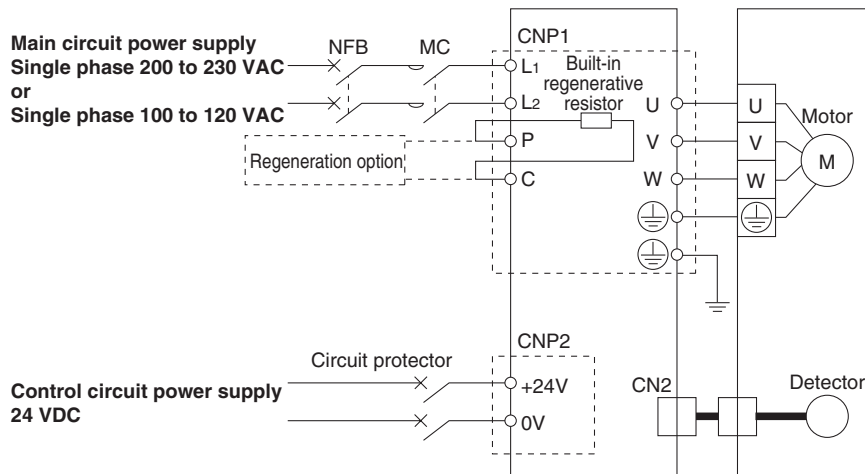 Main circuit power supply
Single phase 200 to 230 VAC
or
Single phase 100 to 120 VAC
NFB
MC
CNP1
L1
L2
P
C
Built-in
regenerative
resistor
Regeneration option
U
V
W
U
V
W
Motor
M
Control circuit power supply
24 VDC
Circuit protector
CNP2
+24V
0V
CN2
Detector